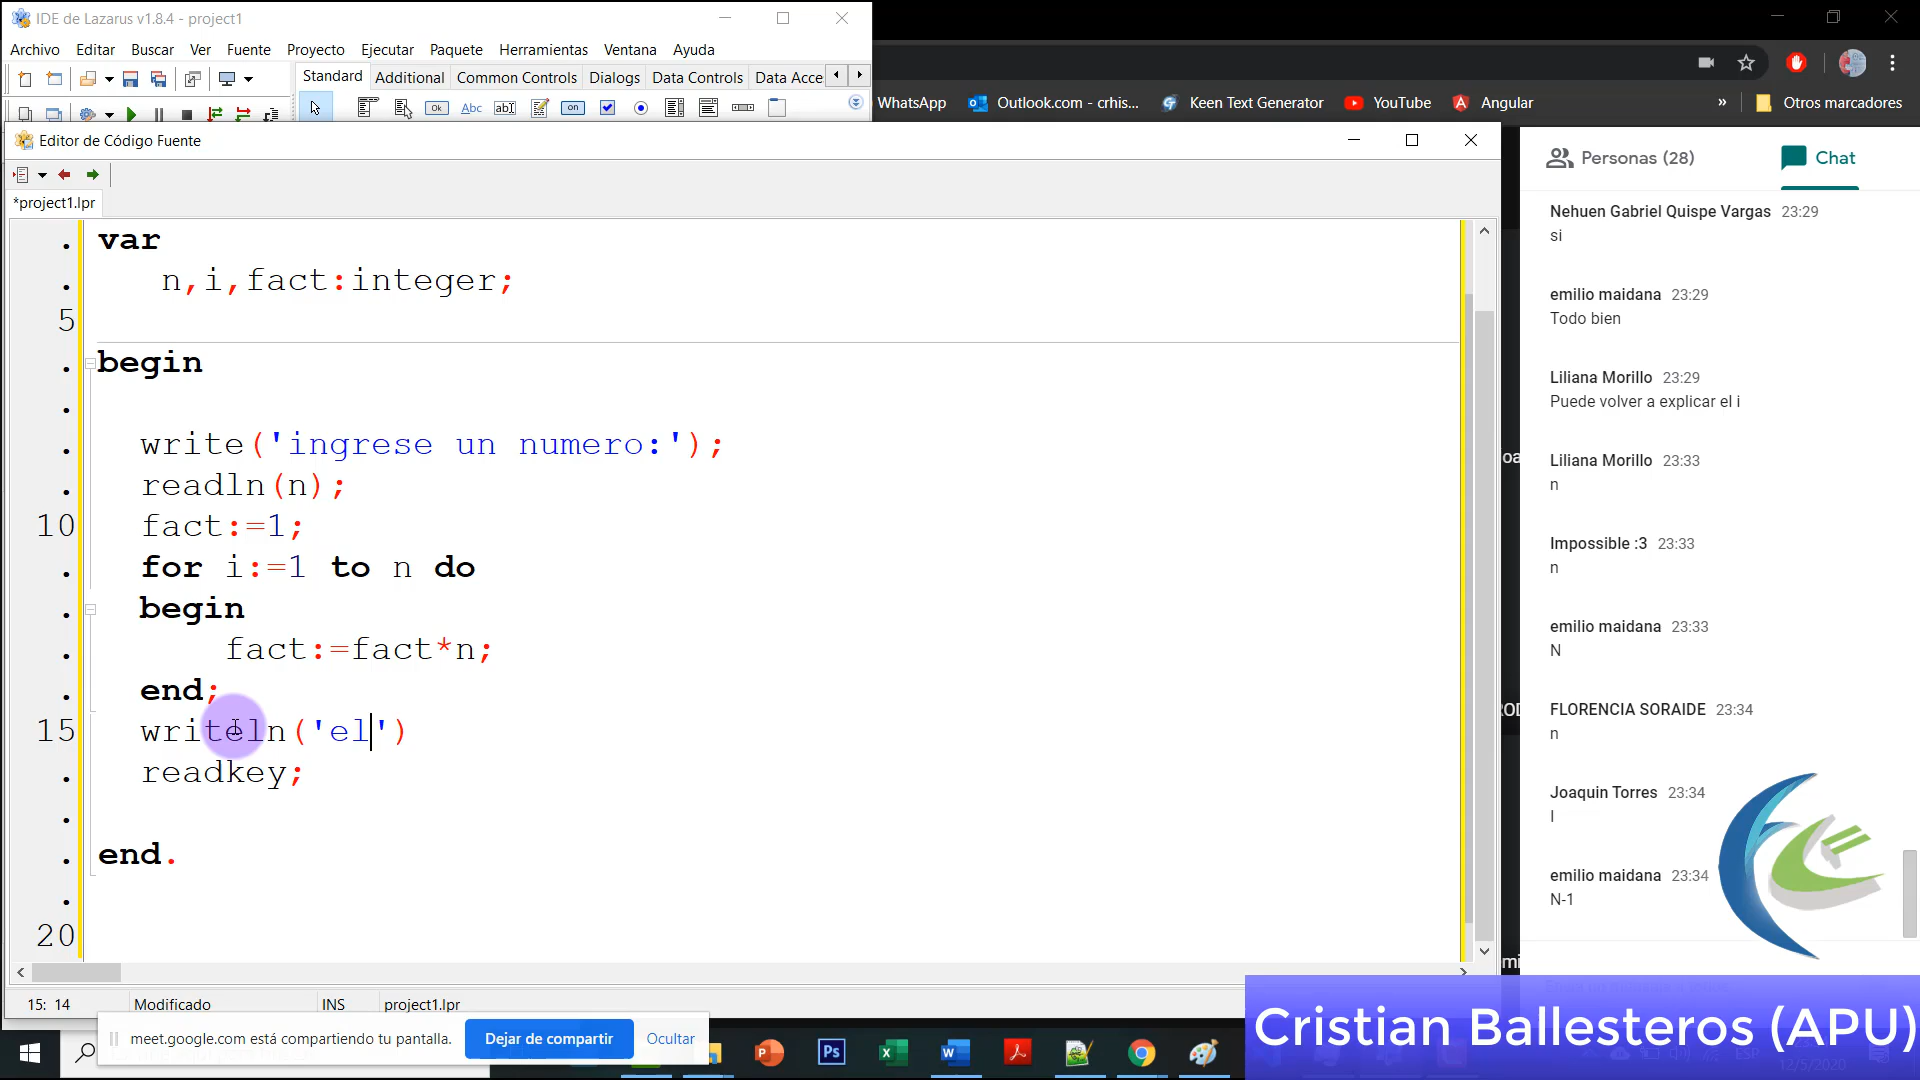 IDE de Lazarus v1.8.4 - project1
Archivo Editar Buscar Ver Fuente Proyecto Ejecutar Paquete Herramientas Ventana Ayuda
Standard Additional Common Controls Dialogs Data Controls Data Acce
Ok Abc abI on
WhatsApp Outlook.com - crhis... Keen Text Generator YouTube Angular » Otros marcadores
Editor de Código Fuente
*project1.lpr
var
n,i,fact:integer;
5
begin
write('ingrese un numero:');
readln(n);
10 fact:=1;
for i:=1 to n do
begin
fact:=fact*n;
end;
15 writeln('el')
readkey;
end.
20
15: 14 Modificado INS project1.lpr
Personas (28) Chat
Nehuen Gabriel Quispe Vargas 23:29
si
emilio maidana 23:29
Todo bien
Liliana Morillo 23:29
Puede volver a explicar el i
Liliana Morillo 23:33
n
Impossible :3 23:33
n
emilio maidana 23:33
N
FLORENCIA SORAIDE 23:34
n
Joaquin Torres 23:34
I
emilio maidana 23:34
N-1
Cristian Ballesteros (APU)
meet.google.com está compartiendo tu pantalla. Dejar de compartir Ocultar
12/5/2020